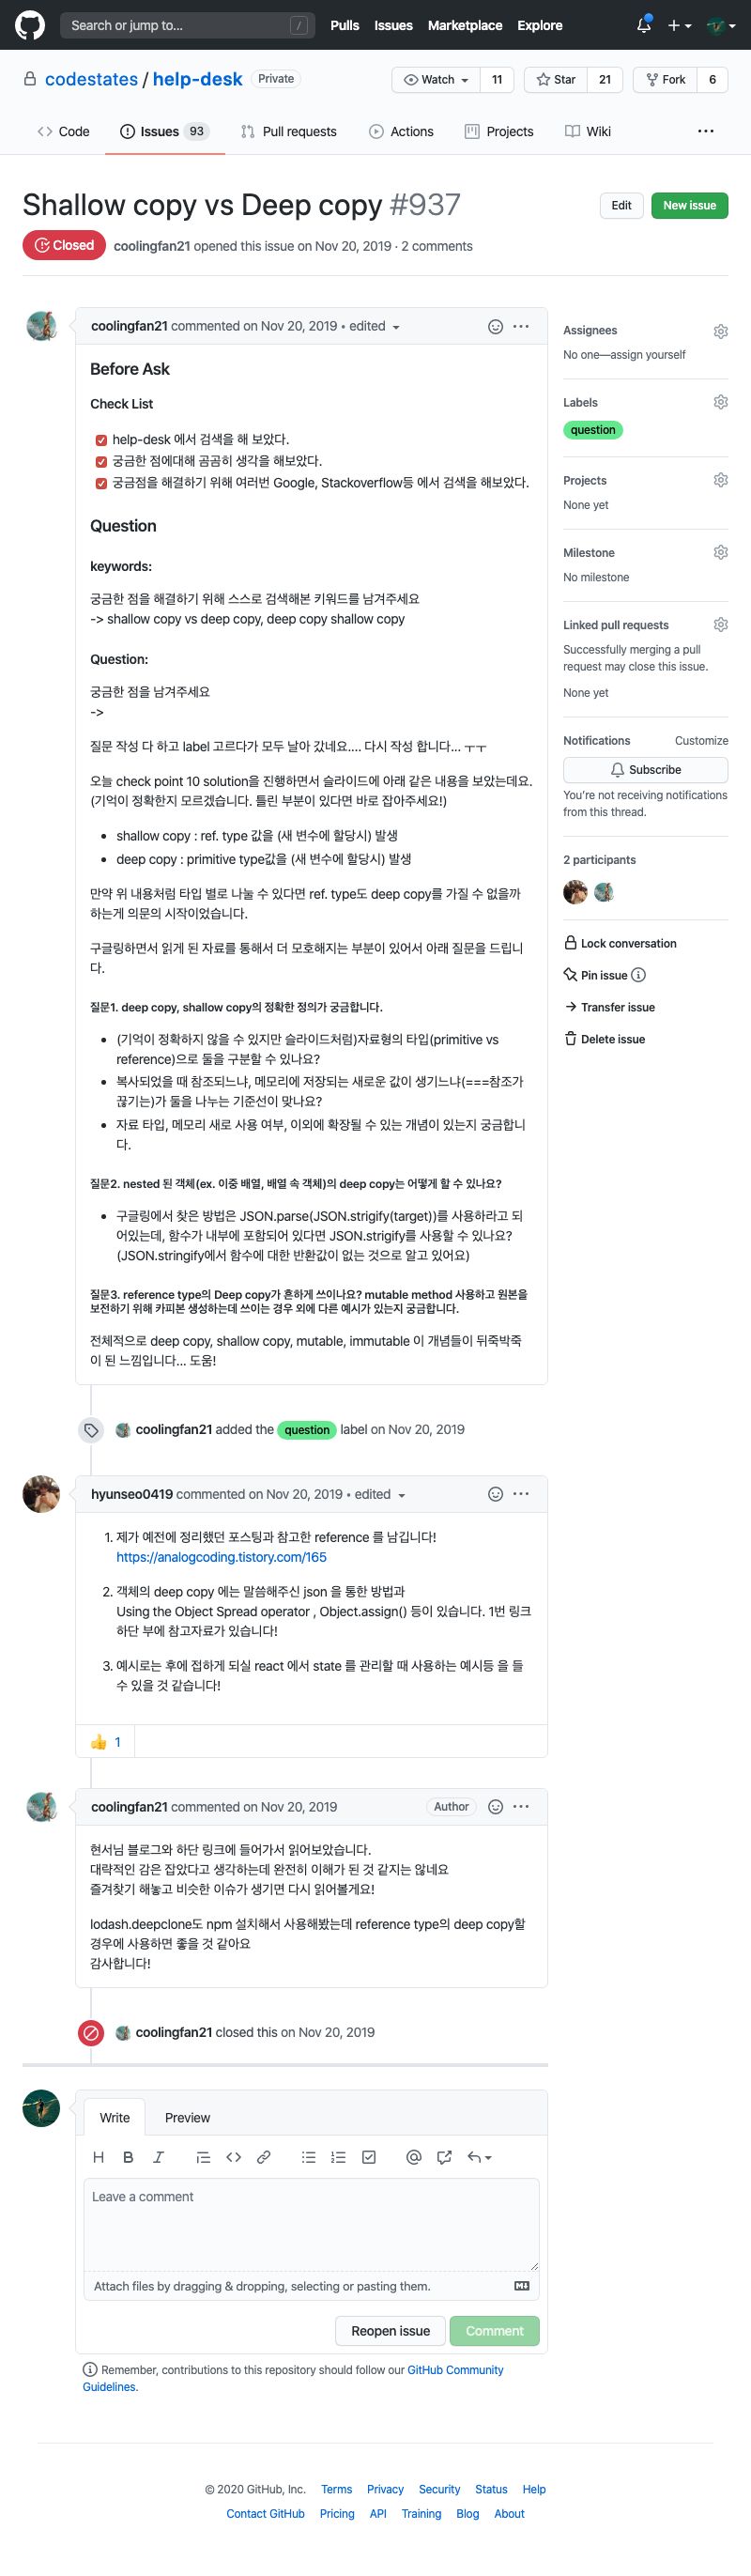 Search or jump to...
/
Pulls Issues Marketplace Explore
codestates / help-desk Private
Watch 11
Star 21
Fork 6
Code
Issues 93
Pull requests
Actions
Projects
Wiki
Shallow copy vs Deep copy #937
Edit
New issue
Closed
coolingfan21 opened this issue on Nov 20, 2019 · 2 comments
coolingfan21 commented on Nov 20, 2019 • edited
Before Ask
Check List
help-desk 에서 검색을 해 보았다.
궁금한 점에대해 곰곰히 생각을 해보았다.
궁금점을 해결하기 위해 여러번 Google, Stackoverflow등 에서 검색을 해보았다.
Question
keywords:
궁금한 점을 해결하기 위해 스스로 검색해본 키워드를 남겨주세요
-> shallow copy vs deep copy, deep copy shallow copy
Question:
궁금한 점을 남겨주세요
->
질문 작성 다 하고 label 고르다가 모두 날아 갔네요.... 다시 작성 합니다... ㅜㅜ
오늘 check point 10 solution을 진행하면서 슬라이드에 아래 같은 내용을 보았는데요.
(기억이 정확한지 모르겠습니다. 틀린 부분이 있다면 바로 잡아주세요!)
• shallow copy : ref. type 값을 (새 변수에 할당시) 발생
• deep copy : primitive type값을 (새 변수에 할당시) 발생
만약 위 내용처럼 타입 별로 나눌 수 있다면 ref. type도 deep copy를 가질 수 없을까
하는게 의문의 시작이었습니다.
구글링하면서 읽게 된 자료를 통해서 더 모호해지는 부분이 있어서 아래 질문을 드립니
다.
질문1. deep copy, shallow copy의 정확한 정의가 궁금합니다.
• (기억이 정확하지 않을 수 있지만 슬라이드처럼)자료형의 타입(primitive vs
reference)으로 둘을 구분할 수 있나요?
• 복사되었을 때 참조되느냐, 메모리에 저장되는 새로운 값이 생기느냐(===참조가
끊기는)가 둘을 나누는 기준선이 맞나요?
• 자료 타입, 메모리 새로 사용 여부, 이외에 확장될 수 있는 개념이 있는지 궁금합니
다.
질문2. nested 된 객체(ex. 이중 배열, 배열 속 객체)의 deep copy는 어떻게 할 수 있나요?
• 구글링에서 찾은 방법은 JSON.parse(JSON.strigify(target))를 사용하라고 되
어있는데, 함수가 내부에 포함되어 있다면 JSON.strigify를 사용할 수 있나요?
(JSON.stringify에서 함수에 대한 반환값이 없는 것으로 알고 있어요)
질문3. reference type의 Deep copy가 흔하게 쓰이나요? mutable method 사용하고 원본을
보전하기 위해 카피본 생성하는데 쓰이는 경우 외에 다른 예시가 있는지 궁금합니다.
전체적으로 deep copy, shallow copy, mutable, immutable 이 개념들이 뒤죽박죽
이 된 느낌입니다... 도움!
coolingfan21 added the question label on Nov 20, 2019
hyunseo0419 commented on Nov 20, 2019 • edited
1. 제가 예전에 정리했던 포스팅과 참고한 reference 를 남깁니다!
https://analogcoding.tistory.com/165
2. 객체의 deep copy 에는 말씀해주신 json 을 통한 방법과
Using the Object Spread operator , Object.assign() 등이 있습니다. 1번 링크
하단 부에 참고자료가 있습니다!
3. 예시로는 후에 접하게 되실 react 에서 state 를 관리할 때 사용하는 예시등 을 들
수 있을 것 같습니다!
👍 1
coolingfan21 commented on Nov 20, 2019
Author
현서님 블로그와 하단 링크에 들어가서 읽어보았습니다.
대략적인 감은 잡았다고 생각하는데 완전히 이해가 된 것 같지는 않네요
즐겨찾기 해놓고 비슷한 이슈가 생기면 다시 읽어볼게요!
lodash.deepclone도 npm 설치해서 사용해봤는데 reference type의 deep copy할
경우에 사용하면 좋을 것 같아요
감사합니다!
coolingfan21 closed this on Nov 20, 2019
Write
Preview
Leave a comment
Attach files by dragging & dropping, selecting or pasting them.
Reopen issue
Comment
Remember, contributions to this repository should follow our GitHub Community
Guidelines.
Assignees
No one—assign yourself
Labels
question
Projects
None yet
Milestone
No milestone
Linked pull requests
Successfully merging a pull
request may close this issue.
None yet
Notifications
Customize
Subscribe
You're not receiving notifications
from this thread.
2 participants
Lock conversation
Pin issue
Transfer issue
Delete issue
© 2020 GitHub, Inc. Terms Privacy Security Status Help
Contact GitHub Pricing API Training Blog About